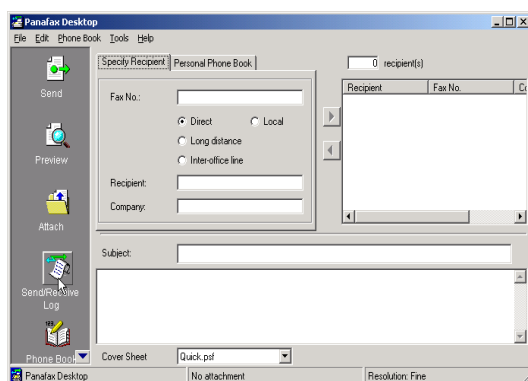 Panafax Desktop
File Edit Phone Book Tools Help
Send
Preview
Attach
Send/Receive
Log
Phone Book
Specify Recipient Personal Phone Book
Fax No.:
Direct Local
Long distance
Inter-office line
Recipient:
Company:
0 recipient(s)
Recipient Fax No. Co
Subject:
Cover Sheet Quick.psf
Panafax Desktop No attachment Resolution: Fine